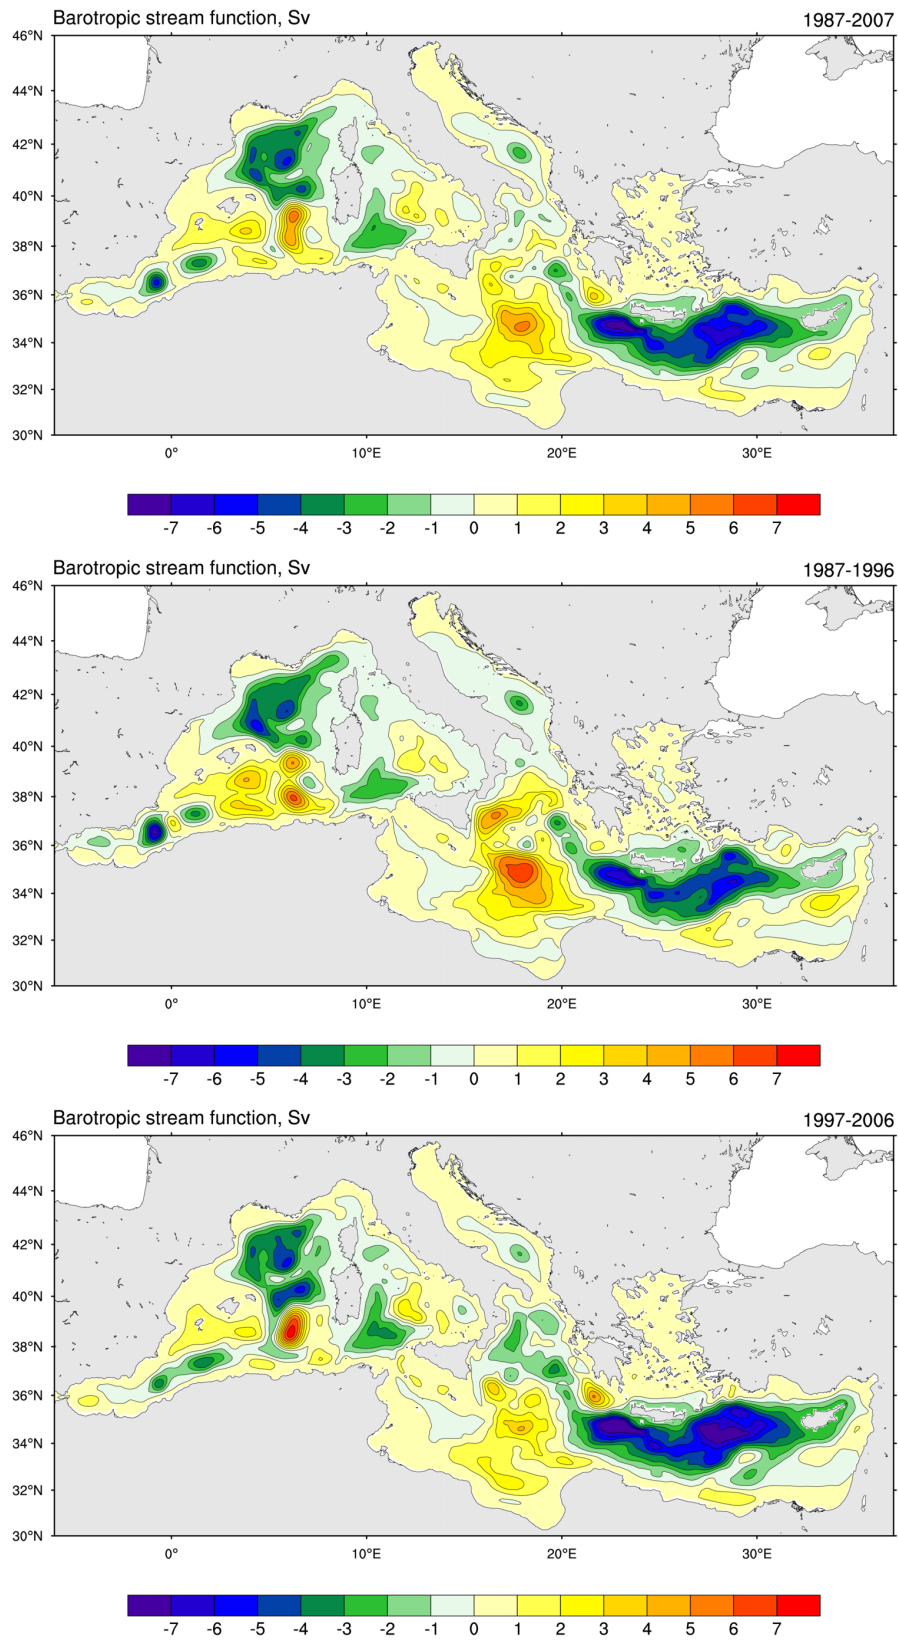 Barotropic stream function, Sv 1987-2007
46°N
44°N
42°N
40°N
38°N
36°N
34°N
32°N
30°N
0° 10°E 20°E 30°E
-7 -6 -5 -4 -3 -2 -1 0 1 2 3 4 5 6 7
Barotropic stream function, Sv 1987-1996
46°N
44°N
42°N
40°N
38°N
36°N
34°N
32°N
30°N
0° 10°E 20°E 30°E
-7 -6 -5 -4 -3 -2 -1 0 1 2 3 4 5 6 7
Barotropic stream function, Sv 1997-2006
46°N
44°N
42°N
40°N
38°N
36°N
34°N
32°N
30°N
0° 10°E 20°E 30°E
-7 -6 -5 -4 -3 -2 -1 0 1 2 3 4 5 6 7